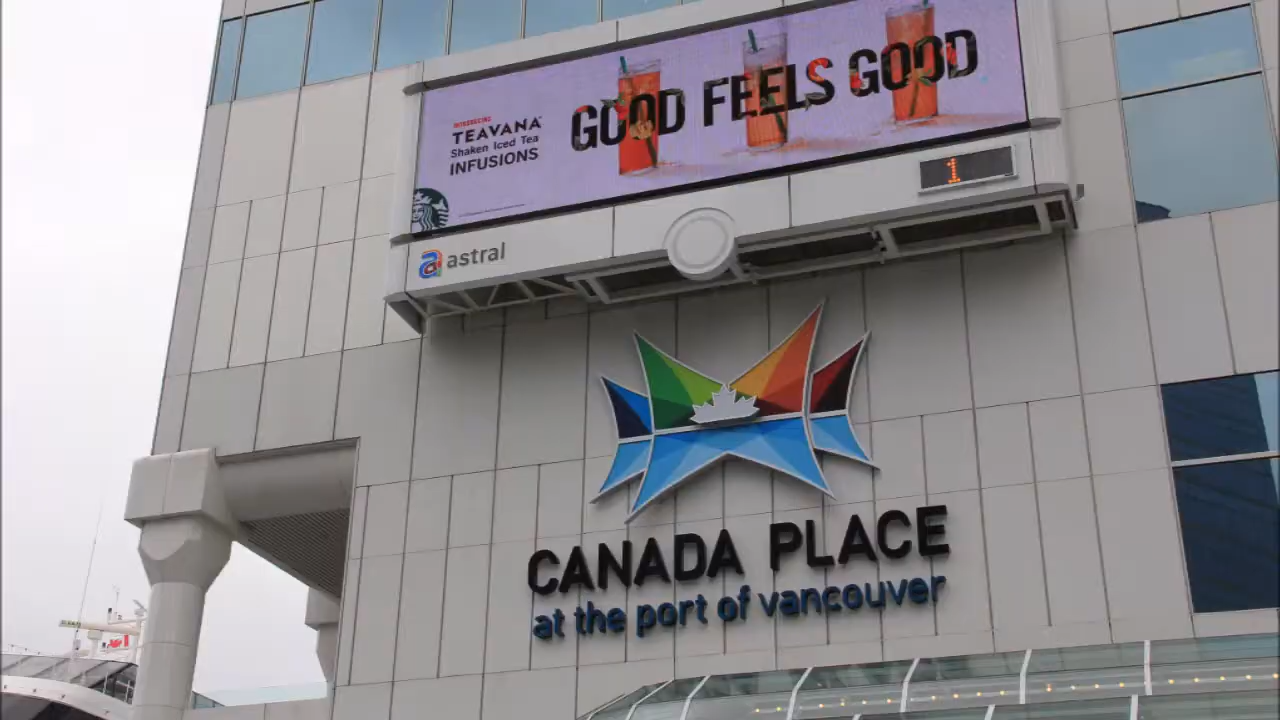 INTRODUCING
TEAVANA
Shaken Iced Tea
INFUSIONS
GOOD FEELS GOOD
1
astral
CANADA PLACE
at the port of vancouver